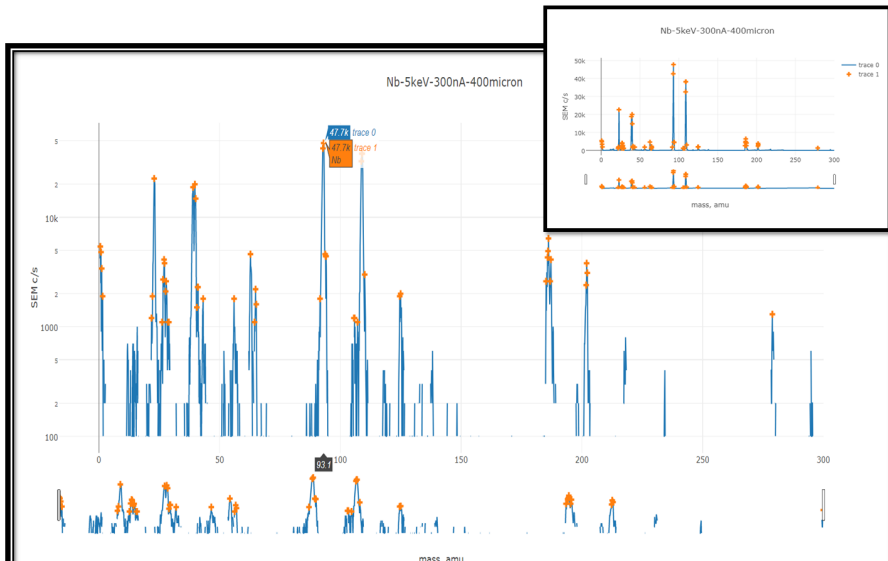 Nb-5keV-300nA-400micron
47.7k trace 0
47.7k trace 1
Nb
SEM c/s
5
2
10k
5
2
1000
5
2
100
0
50
100
150
200
250
300
93.1
mass, amu
Nb-5keV-300nA-400micron
trace 0
trace 1
SEM c/s
50k
40k
30k
20k
10k
0
0
50
100
150
200
250
300
mass, amu